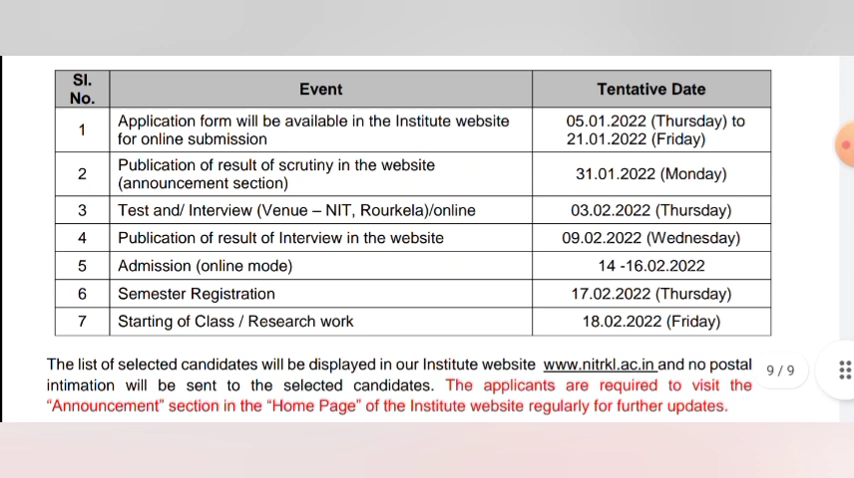 Sl. No.
Event
Tentative Date
1
Application form will be available in the Institute website
for online submission
05.01.2022 (Thursday) to
21.01.2022 (Friday)
2
Publication of result of scrutiny in the website
(announcement section)
31.01.2022 (Monday)
3
Test and/ Interview (Venue – NIT, Rourkela)/online
03.02.2022 (Thursday)
4
Publication of result of Interview in the website
09.02.2022 (Wednesday)
5
Admission (online mode)
14 -16.02.2022
6
Semester Registration
17.02.2022 (Thursday)
7
Starting of Class / Research work
18.02.2022 (Friday)
The list of selected candidates will be displayed in our Institute website www.nitrkl.ac.in and no postal
intimation will be sent to the selected candidates. The applicants are required to visit the
“Announcement” section in the “Home Page” of the Institute website regularly for further updates.
9 / 9